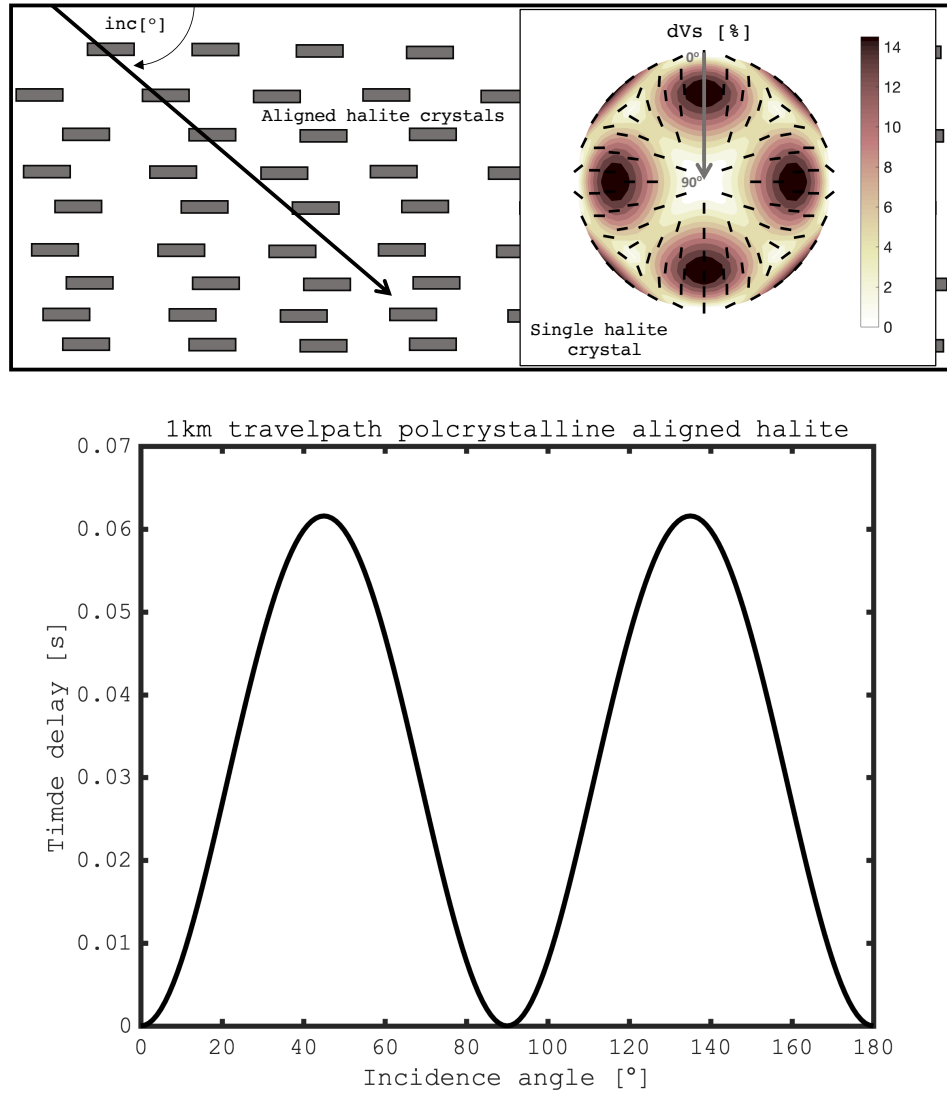 inc[°]
Aligned halite crystals
dVs [%]
0°
90°
14
12
10
8
6
4
2
0
Single halite
crystal
1km travelpath polcrystalline aligned halite
0.07
0.06
0.05
0.04
0.03
0.02
0.01
0
Timde delay [s]
0 20 40 60 80 100 120 140 160 180
Incidence angle [°]